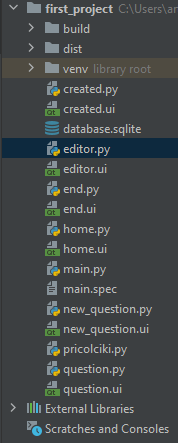 first_project C:\Users\ar
build
dist
venv library root
created.py
created.ui
database.sqlite
editor.py
editor.ui
end.py
end.ui
home.py
home.ui
main.py
main.spec
new_question.py
new_question.ui
pricolciki.py
question.py
question.ui
External Libraries
Scratches and Consoles